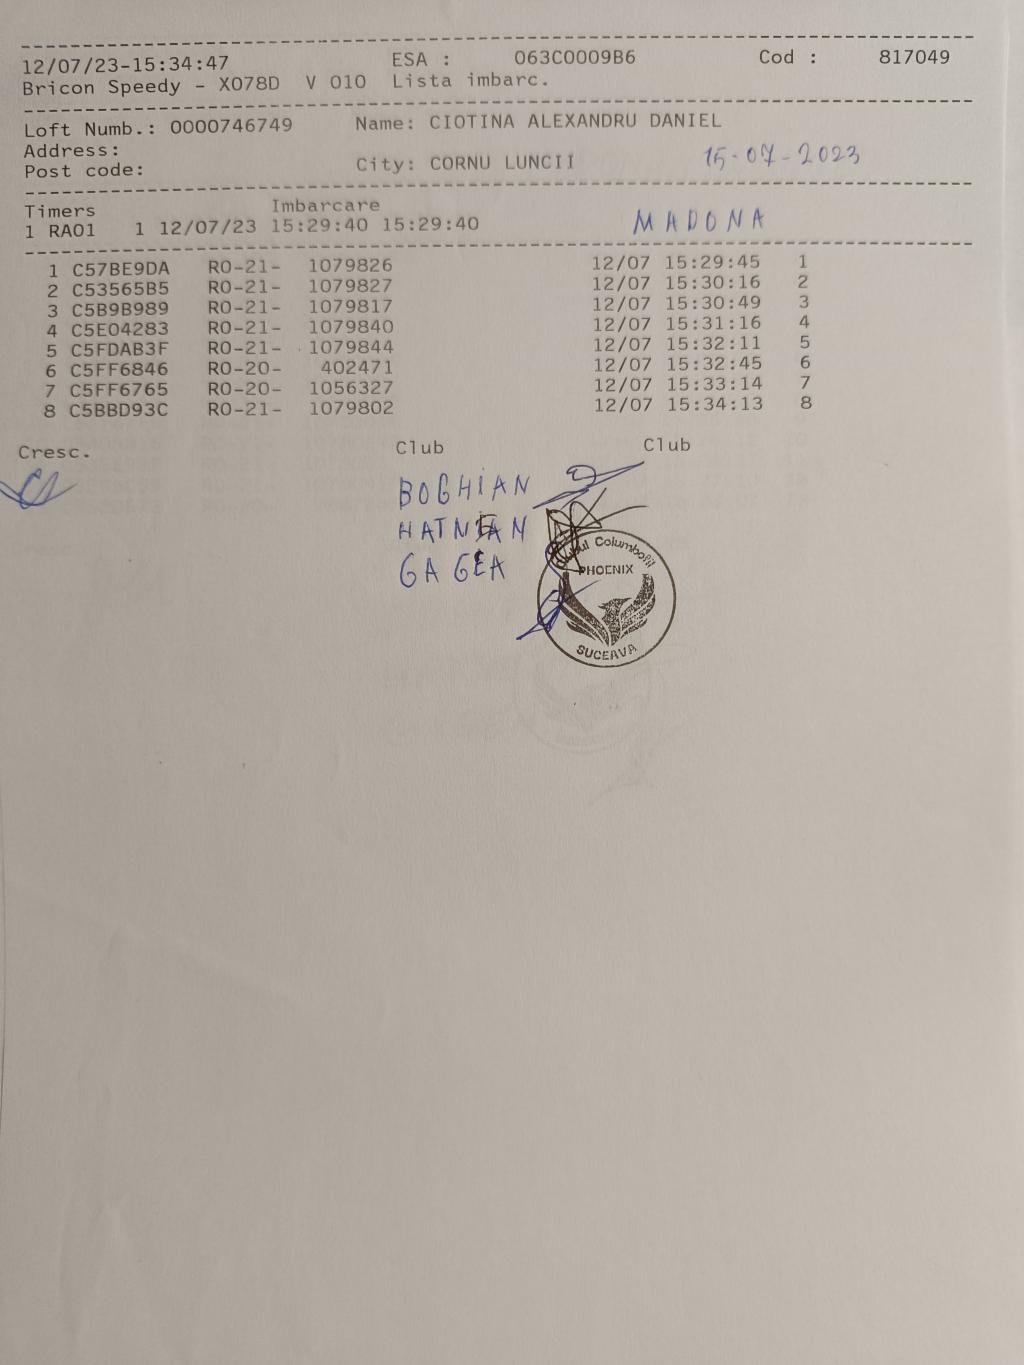 12/07/23-15:34:47 ESA : 063C0009B6 Cod : 817049
Bricon Speedy - X078D V 010 Lista imbarc.
Loft Numb.: 0000746749 Name: CIOTINA ALEXANDRU DANIEL
Address:
Post code: City: CORNU LUNCII 15-07-2023
Timers Imbarcare
1 RA01 1 12/07/23 15:29:40 15:29:40 MADONA
1 C57BE9DA RO-21- 1079826 12/07 15:29:45 1
2 C53565B5 RO-21- 1079827 12/07 15:30:16 2
3 C5B9B989 RO-21- 1079817 12/07 15:30:49 3
4 C5E04283 RO-21- 1079840 12/07 15:31:16 4
5 C5FDAB3F RO-21- 1079844 12/07 15:32:11 5
6 C5FF6846 RO-20- 402471 12/07 15:32:45 6
7 C5FF6765 RO-20- 1056327 12/07 15:33:14 7
8 C5BBD93C RO-21- 1079802 12/07 15:34:13 8
Cresc. Club Club
BOGHIAN
GAGEA
Clubul Columbofil
PHOENIX
SUCEAVA